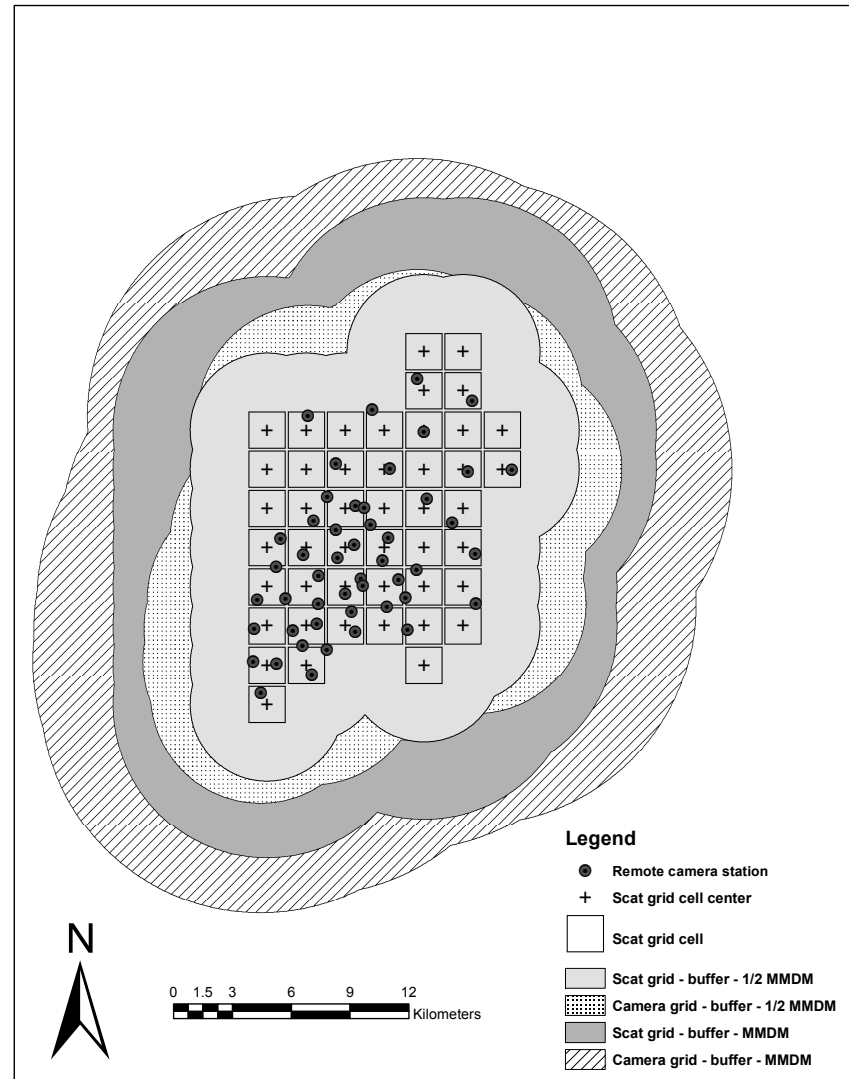 Legend
Remote camera station
Scat grid cell center
Scat grid cell
Scat grid - buffer - 1/2 MMDM
Camera grid - buffer - 1/2 MMDM
Scat grid - buffer - MMDM
Camera grid - buffer - MMDM
N
0 1.5 3 6 9 12
Kilometers